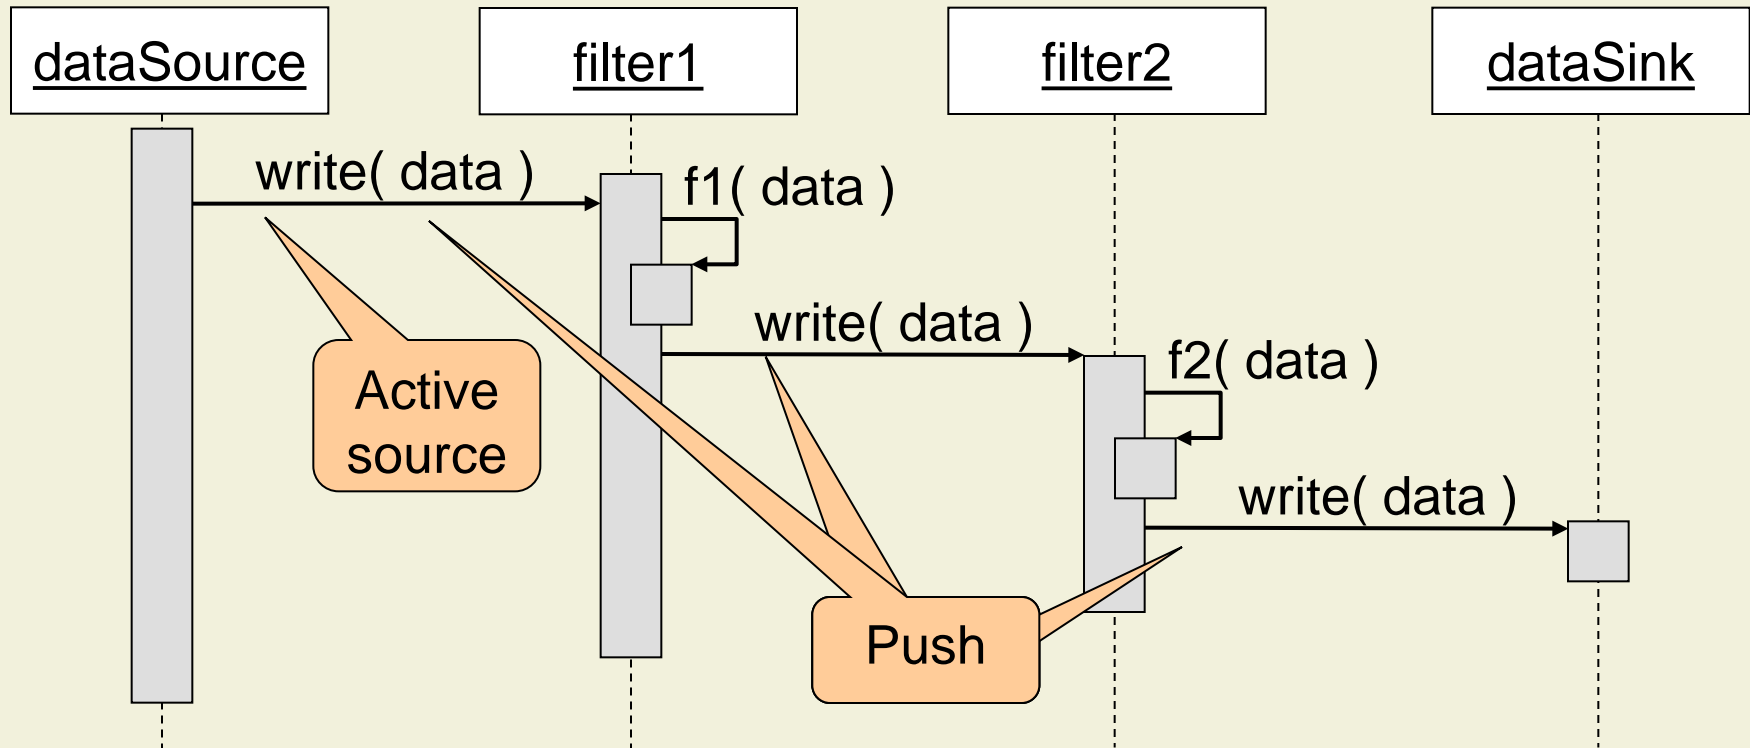 dataSource
filter1
filter2
dataSink
write( data )
f1( data )
write( data )
f2( data )
Active
source
write( data )
Push